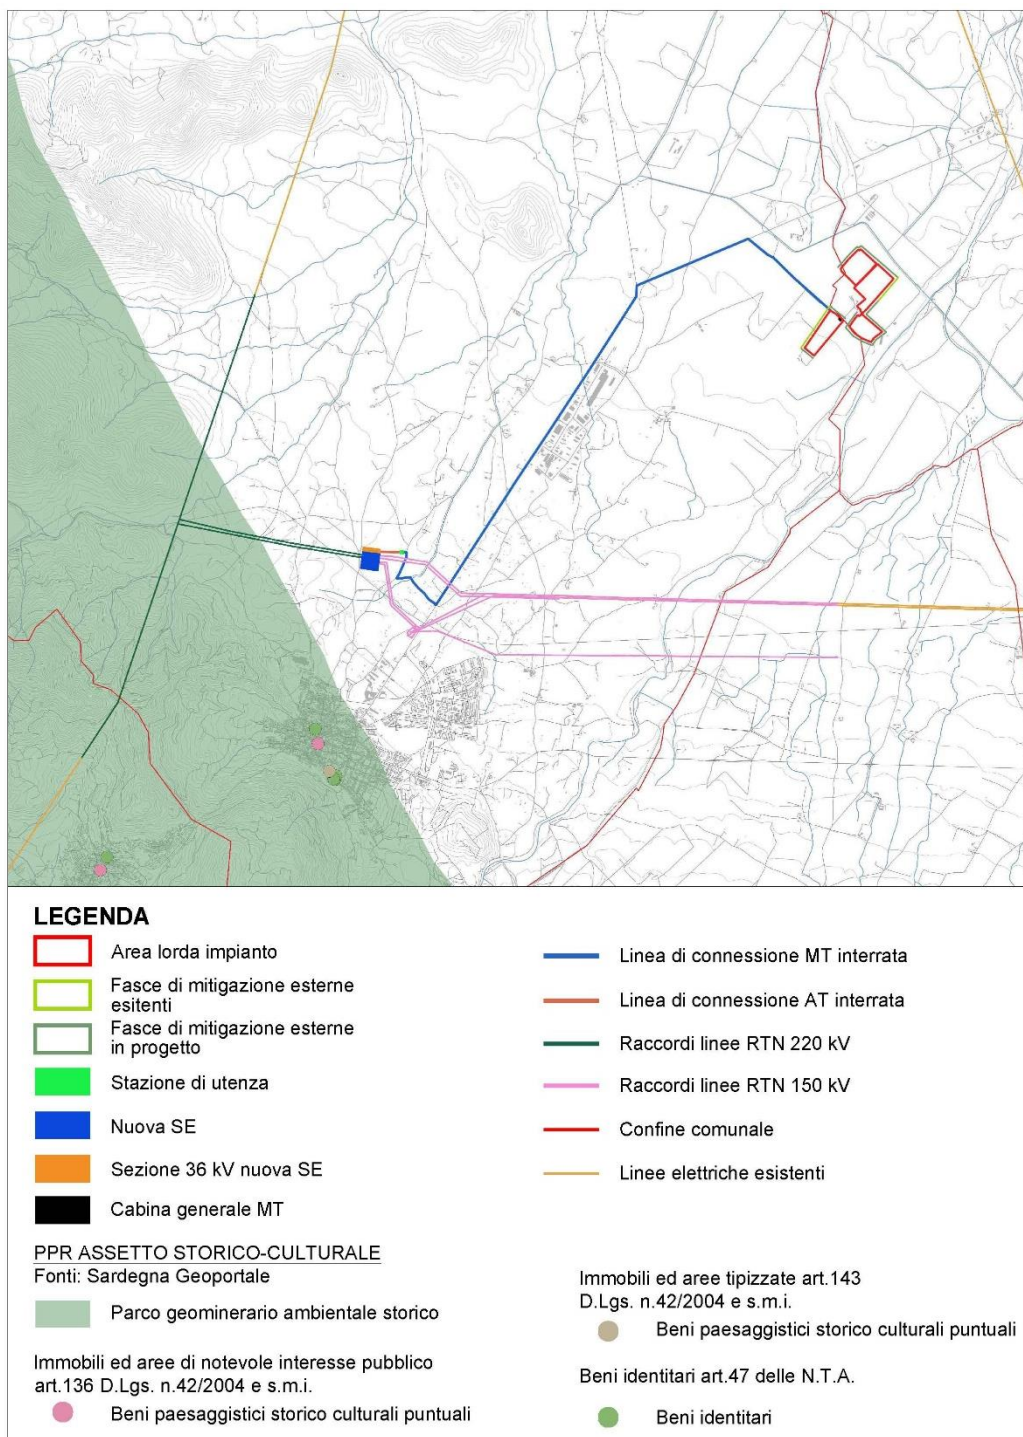 LEGENDA
Area lorda impianto
Fasce di mitigazione esterne
esitenti
Fasce di mitigazione esterne
in progetto
Stazione di utenza
Nuova SE
Sezione 36 kV nuova SE
Cabina generale MT
Linea di connessione MT interrata
Linea di connessione AT interrata
Raccordi linee RTN 220 kV
Raccordi linee RTN 150 kV
Confine comunale
Linee elettriche esistenti
PPR ASSETTO STORICO-CULTURALE
Fonti: Sardegna Geoportale
Parco geominerario ambientale storico
Immobili ed aree di notevole interesse pubblico
art.136 D.Lgs. n.42/2004 e s.m.i.
Beni paesaggistici storico culturali puntuali
Immobili ed aree tipizzate art.143
D.Lgs. n.42/2004 e s.m.i.
Beni paesaggistici storico culturali puntuali
Beni identitari art.47 delle N.T.A.
Beni identitari